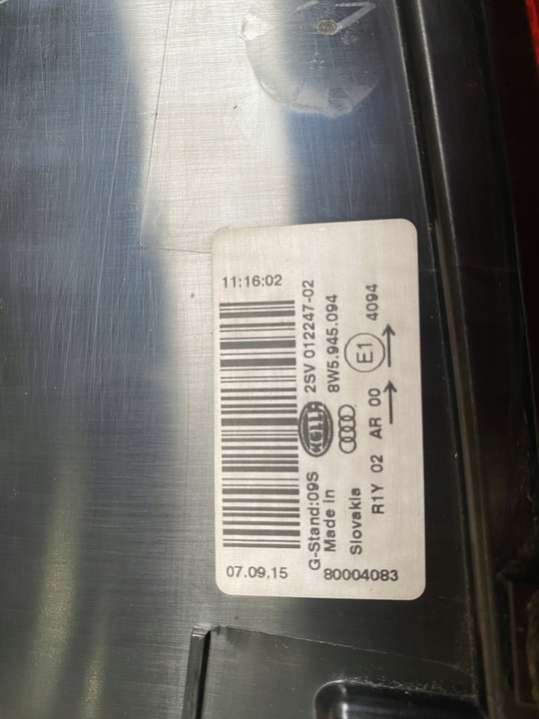 11:16:02
07.09.15
2SV 012247-02
HELLA
G-Stand:09S
8W5.945.094
Made in
Slovakia
E1 4094
R1Y 02 AR 00
80004083